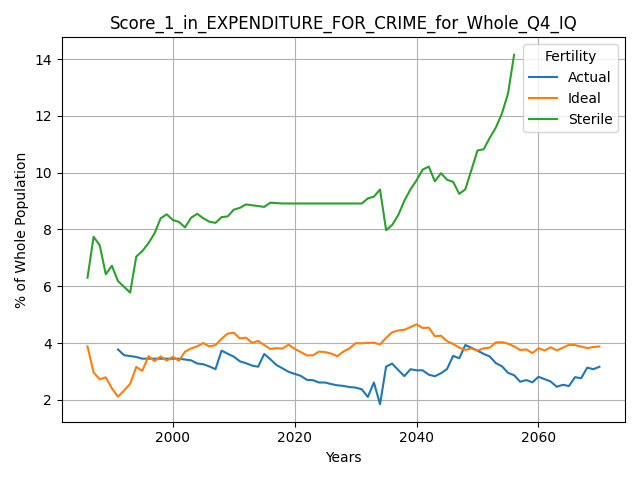 Score_1_in_EXPENDITURE_FOR_CRIME_for_Whole_Q4_IQ
Fertility
Actual
Ideal
Sterile
% of Whole Population
14
12
10
8
6
4
2
2000
2020
2040
2060
Years